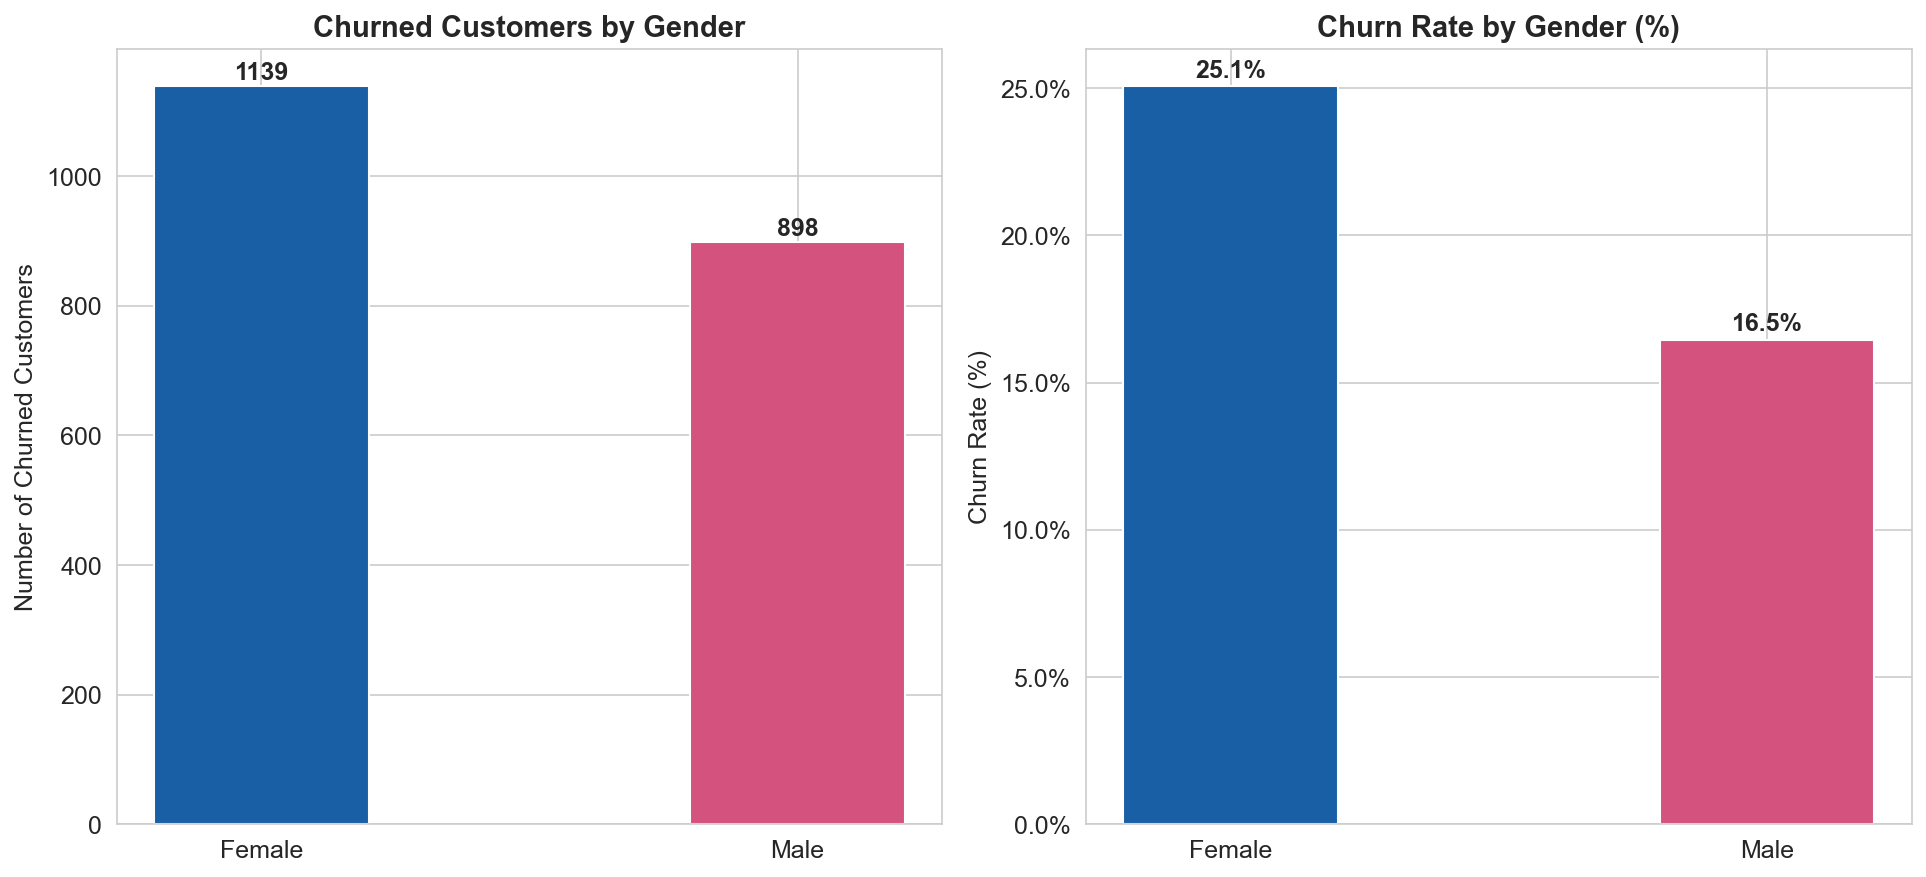 Churned Customers by Gender
Number of Churned Customers
1000
800
600
400
200
0
1139
898
Female
Male
Churn Rate by Gender (%)
Churn Rate (%)
25.0%
20.0%
15.0%
10.0%
5.0%
0.0%
25.1%
16.5%
Female
Male